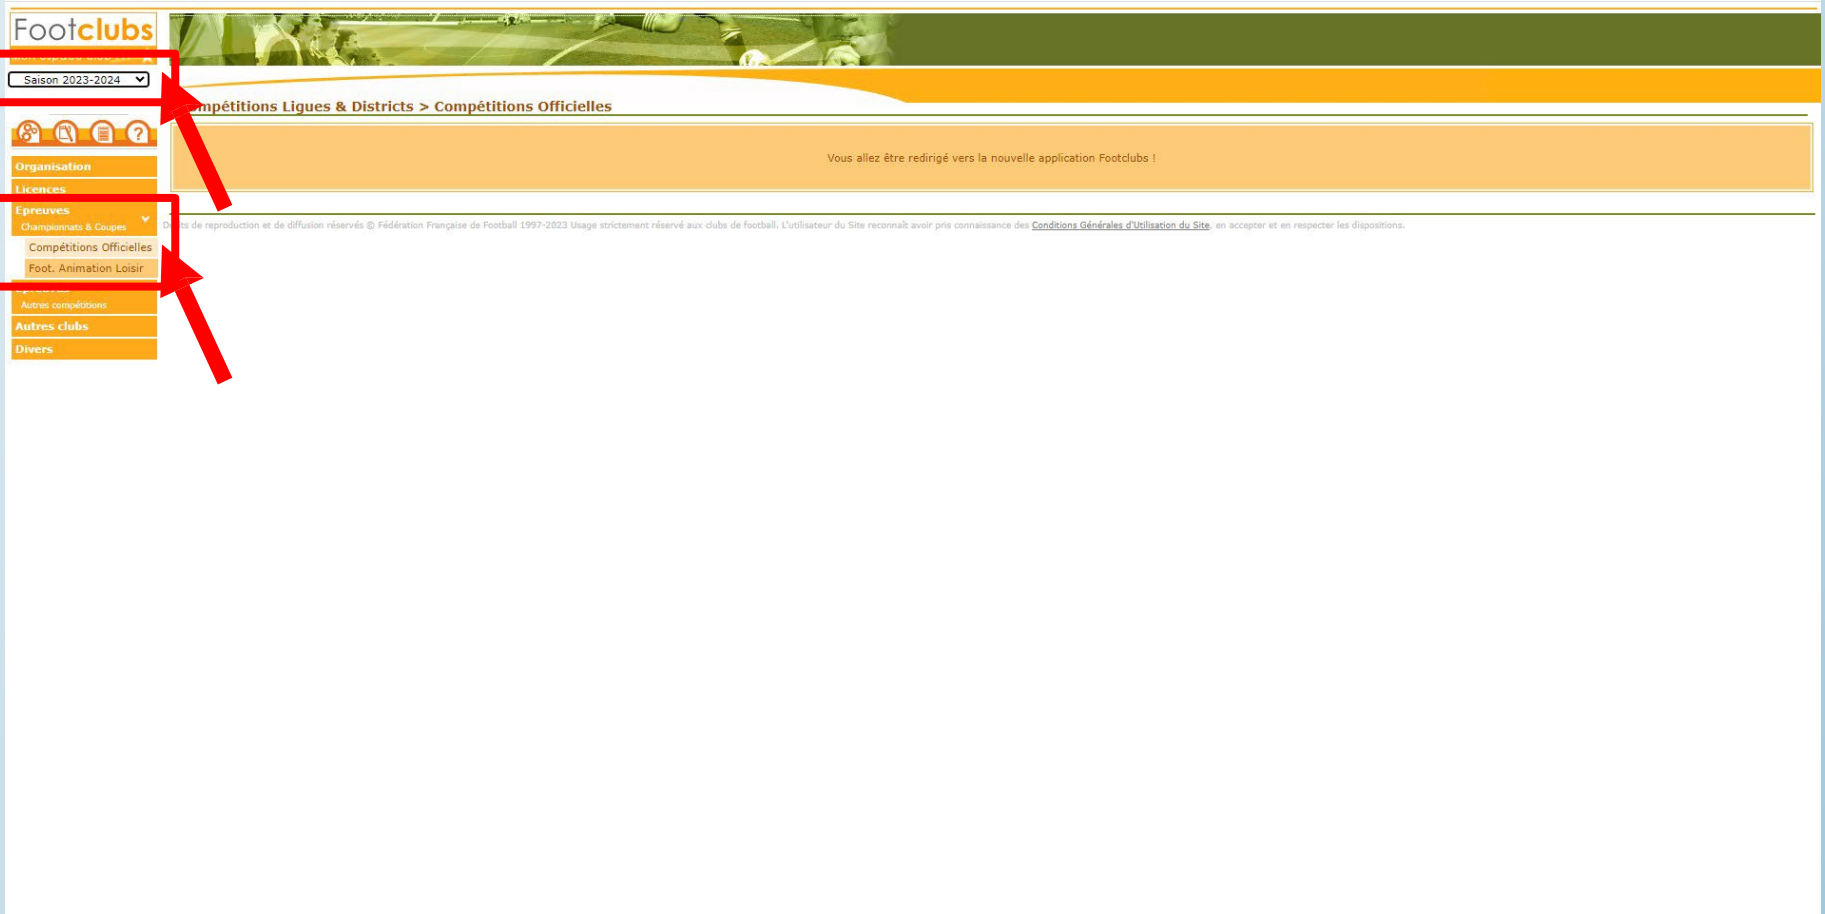 Footclubs
Saison 2023-2024
Compétitions Ligues & Districts > Compétitions Officielles
Vous allez être redirigé vers la nouvelle application Footclubs !
Organisation
Licences
Epreuves
Championnats & Coupes
Compétitions Officielles
Foot. Animation Loisir
Autres compétitions
Autres clubs
Divers
Droits de reproduction et de diffusion réservés © Fédération Française de Football 1997-2023 Usage strictement réservé aux clubs de football. L'utilisateur du Site reconnaît avoir pris connaissance des Conditions Générales d'Utilisation du Site, en accepter et en respecter les dispositions.